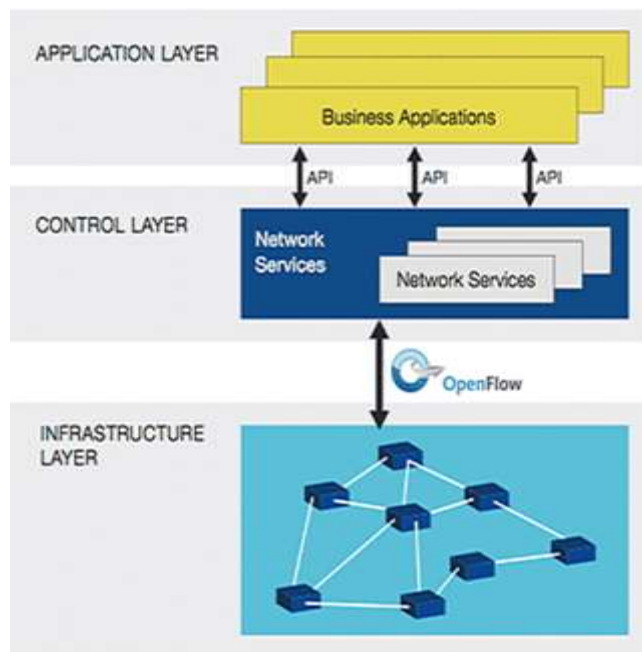 APPLICATION LAYER
Business Applications
API
API
API
CONTROL LAYER
Network
Services
Network Services
OpenFlow
INFRASTRUCTURE
LAYER